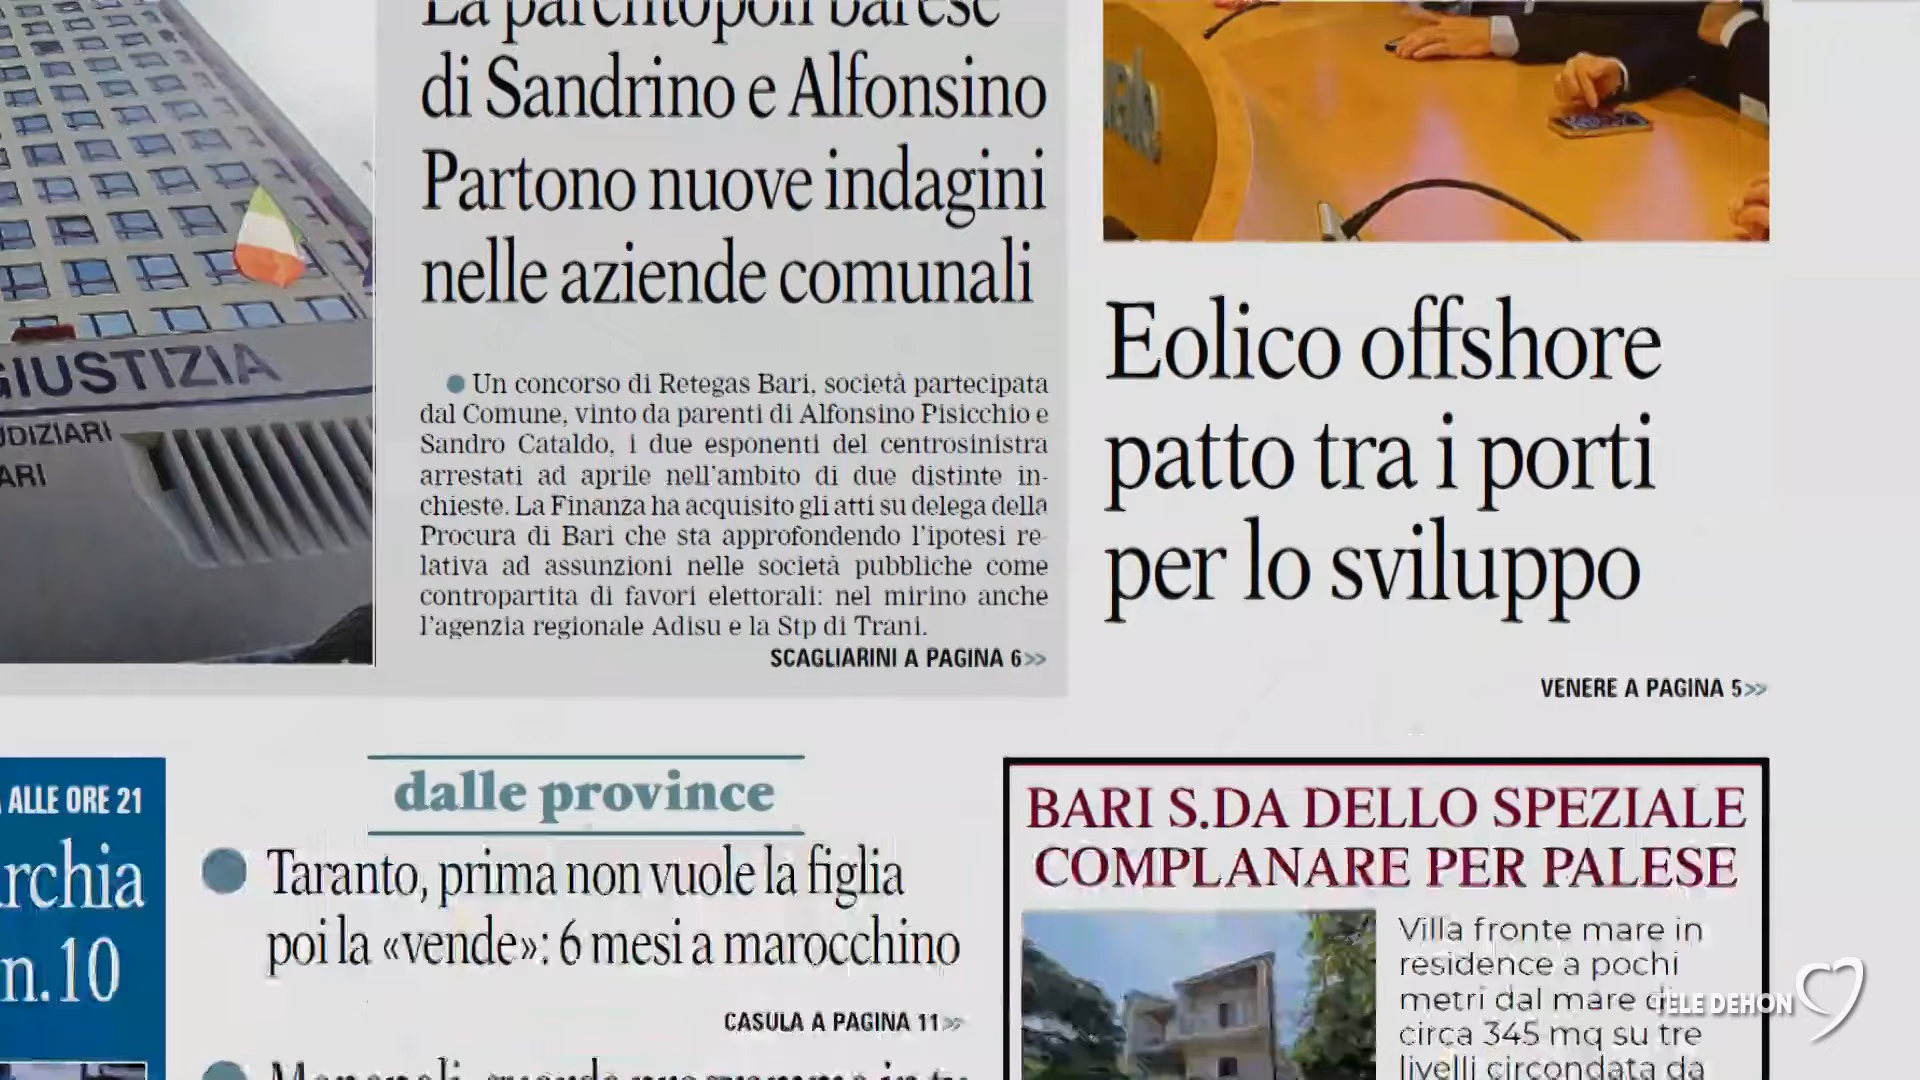 La parentopoli barese
di Sandrino e Alfonsino
Partono nuove indagini
nelle aziende comunali
Un concorso di Retegas Bari, società partecipata
dal Comune, vinto da parenti di Alfonsino Pisicchio e
Sandro Cataldo, i due esponenti del centrosinistra
arrestati ad aprile nell'ambito di due distinte in-
chieste. La Finanza ha acquisito gli atti su delega della
Procura di Bari che sta approfondendo l'ipotesi re-
lativa ad assunzioni nelle società pubbliche come
contropartita di favori elettorali: nel mirino anche
l'agenzia regionale Adisu e la Stp di Trani.
SCAGLIARINI A PAGINA 6>>
GIUSTIZIA
UDIZIARI
ARI
Eolico offshore
patto tra i porti
per lo sviluppo
VENERE A PAGINA 5>>
ALLE ORE 21
rchia
n.10
dalle province
Taranto, prima non vuole la figlia
poi la «vende»: 6 mesi a marocchino
CASULA A PAGINA 11>>
BARI S.DA DELLO SPEZIALE
COMPLANARE PER PALESE
Villa fronte mare in
residence a pochi
metri dal mare di
circa 345 mq su tre
livelli circondata da
TELE DEHON